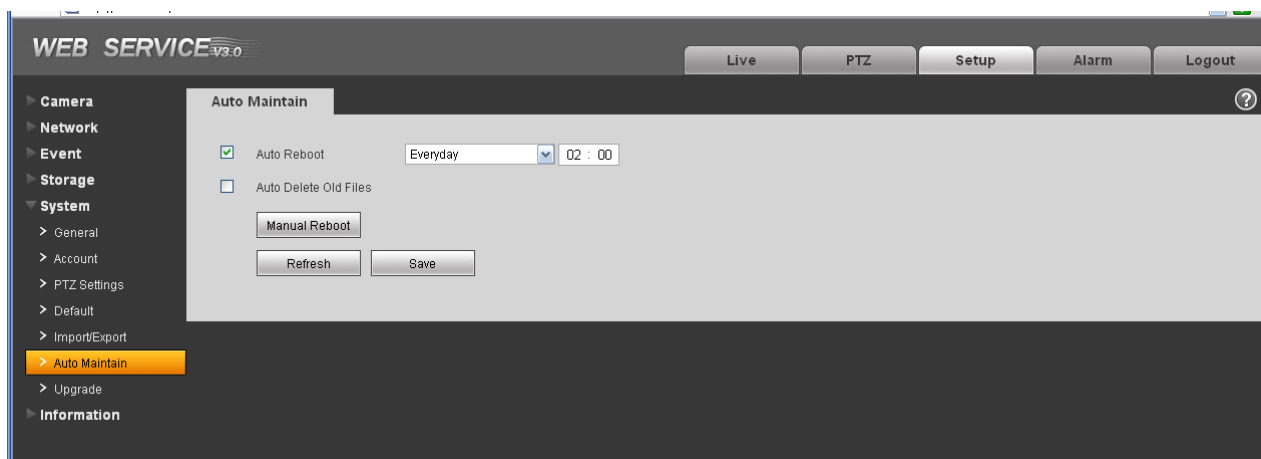 WEB SERVICE V3.0
Live PTZ Setup Alarm Logout
Camera
Network
Event
Storage
System
> General
> Account
> PTZ Settings
> Default
> Import/Export
> Auto Maintain
> Upgrade
Information
Auto Maintain ?
Auto Reboot Everyday 02 : 00
Auto Delete Old Files
Manual Reboot
Refresh Save